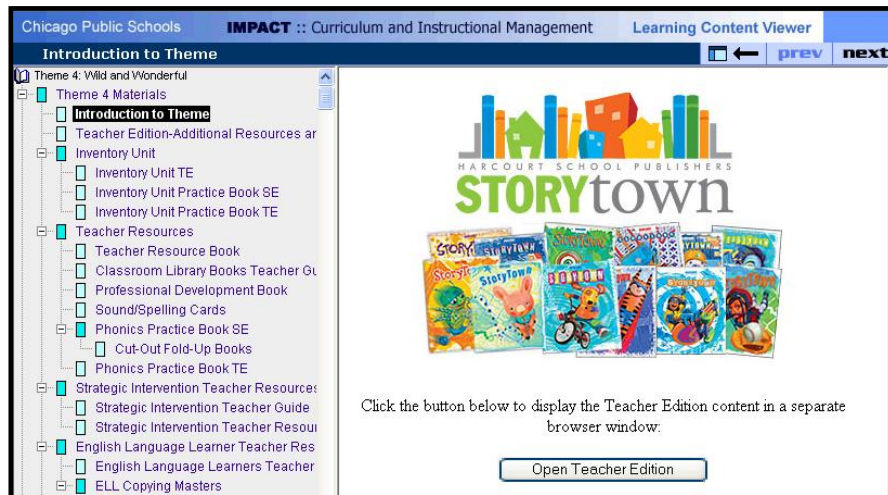 Chicago Public Schools IMPACT :: Curriculum and Instructional Management Learning Content Viewer
Introduction to Theme prev next
Theme 4: Wild and Wonderful
Theme 4 Materials
Introduction to Theme
Teacher Edition-Additional Resources ar
Inventory Unit
Inventory Unit TE
Inventory Unit Practice Book SE
Inventory Unit Practice Book TE
Teacher Resources
Teacher Resource Book
Classroom Library Books Teacher Gu
Professional Development Book
Sound/Spelling Cards
Phonics Practice Book SE
Cut-Out Fold-Up Books
Phonics Practice Book TE
Strategic Intervention Teacher Resources
Strategic Intervention Teacher Guide
Strategic Intervention Teacher Resour
English Language Learner Teacher Res
English Language Learners Teacher
ELL Copying Masters
HARCOURT SCHOOL PUBLISHERS
STORYtown
Click the button below to display the Teacher Edition content in a separate
browser window:
Open Teacher Edition